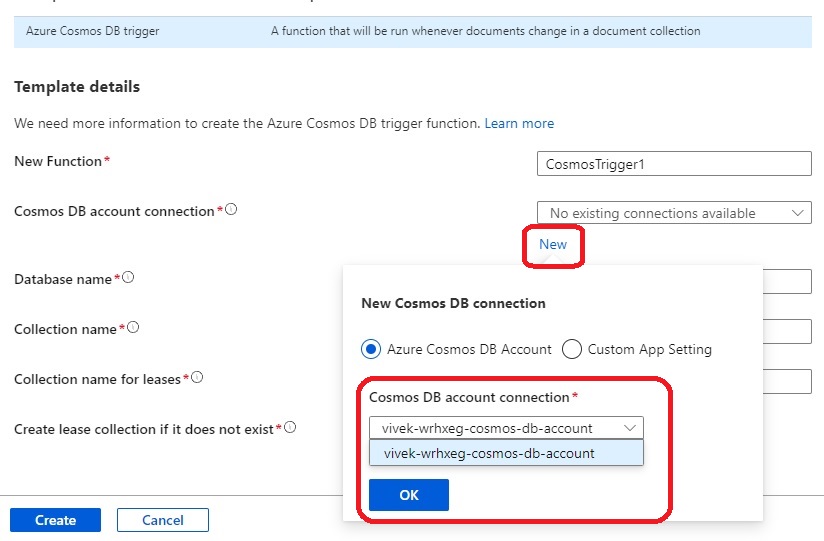 Azure Cosmos DB trigger A function that will be run whenever documents change in a document collection
Template details
We need more information to create the Azure Cosmos DB trigger function. Learn more
New Function*
CosmosTrigger1
Cosmos DB account connection*
No existing connections available
New
Database name*
Collection name*
Collection name for leases*
Create lease collection if it does not exist*
New Cosmos DB connection
Azure Cosmos DB Account Custom App Setting
Cosmos DB account connection*
vivek-wrhxeg-cosmos-db-account
vivek-wrhxeg-cosmos-db-account
OK
Create Cancel